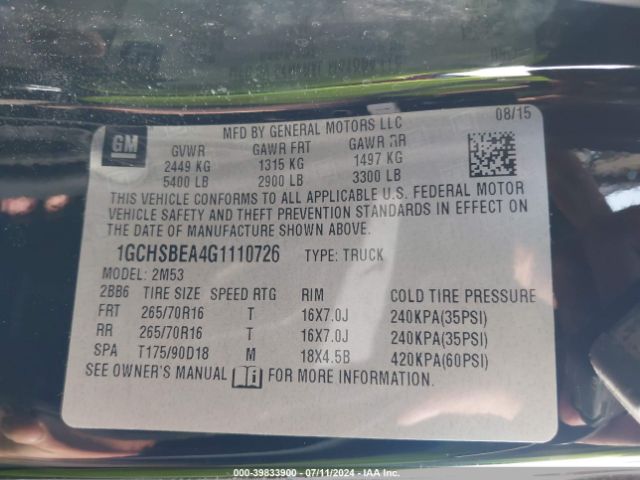 MFD BY GENERAL MOTORS LLC 08/15
GM GVWR GAWR FRT GAWR RR
2449 KG 1315 KG 1497 KG
5400 LB 2900 LB 3300 LB
THIS VEHICLE CONFORMS TO ALL APPLICABLE U.S. FEDERAL MOTOR
VEHICLE SAFETY AND THEFT PREVENTION STANDARDS IN EFFECT ON
THE DATE OF MANUFACTURE SHOWN ABOVE.
1GCHSBEA4G1110726 TYPE: TRUCK
MODEL: 2M53
2BB6 TIRE SIZE SPEED RTG RIM COLD TIRE PRESSURE
FRT 265/70R16 T 16X7.0J 240KPA(35PSI)
RR 265/70R16 T 16X7.0J 240KPA(35PSI)
SPA T175/90D18 M 18X4.5B 420KPA(60PSI)
SEE OWNER'S MANUAL FOR MORE INFORMATION.
000-39833900 - 07/11/2024 - IAA Inc.